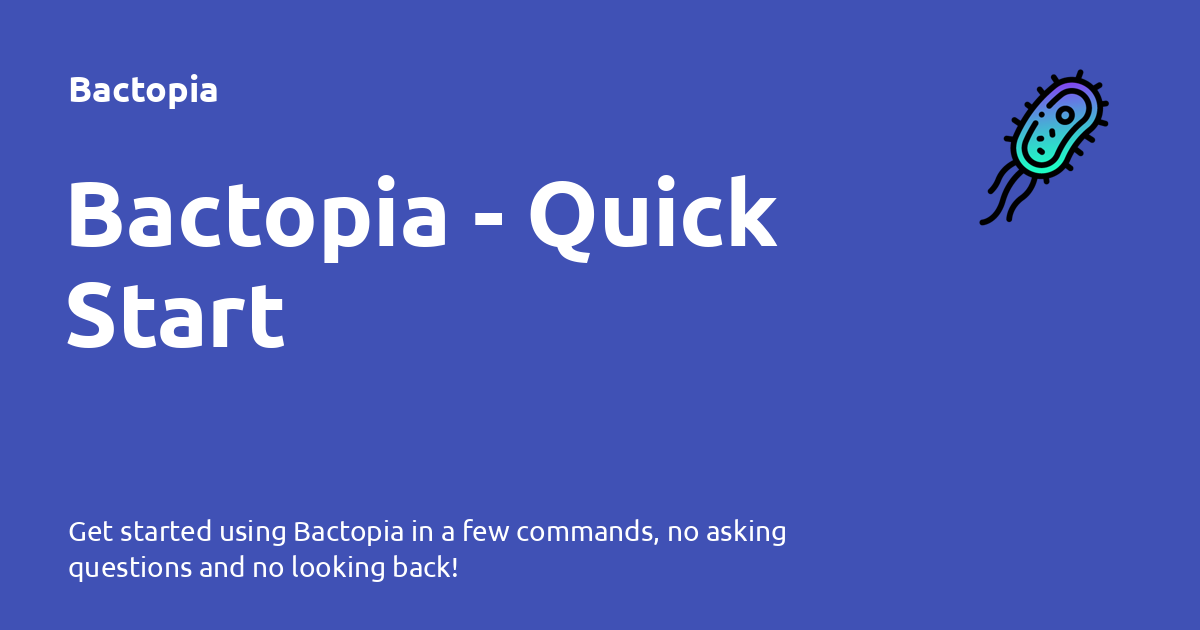 Bactopia
Bactopia - Quick
Start
Get started using Bactopia in a few commands, no asking
questions and no looking back!